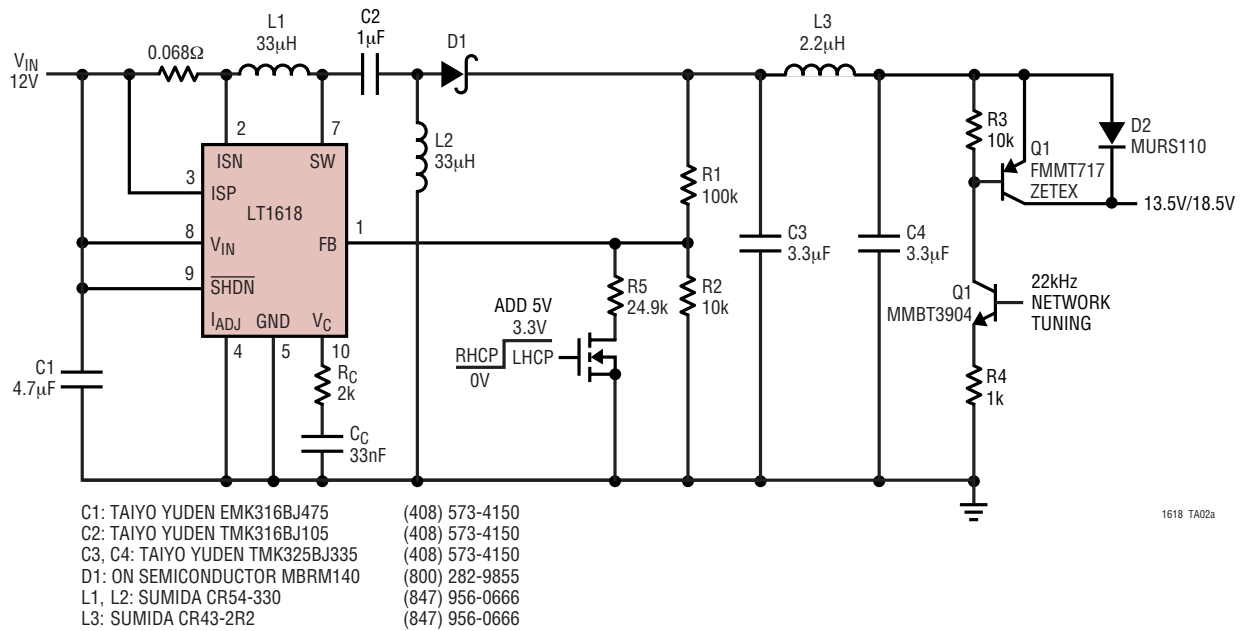 L1
33µH
C2
1µF
D1
L3
2.2µH
0.068Ω
VIN
12V
2
7
ISN
SW
3
ISP
LT1618
8
VIN
FB
1
9
SHDN
IADJ
GND
VC
4
5
10
C1
4.7µF
RC
2k
CC
33nF
L2
33µH
R1
100k
R5
24.9k
R2
10k
ADD 5V
3.3V
RHCP
LHCP
0V
C3
3.3µF
C4
3.3µF
R3
10k
Q1
FMMT717
ZETEX
D2
MURS110
13.5V/18.5V
Q1
MMBT3904
22kHz
NETWORK
TUNING
R4
1k
C1: TAIYO YUDEN EMK316BJ475 (408) 573-4150
C2: TAIYO YUDEN TMK316BJ105 (408) 573-4150
C3, C4: TAIYO YUDEN TMK325BJ335 (408) 573-4150
D1: ON SEMICONDUCTOR MBRM140 (800) 282-9855
L1, L2: SUMIDA CR54-330 (847) 956-0666
L3: SUMIDA CR43-2R2 (847) 956-0666
1618 TA02a